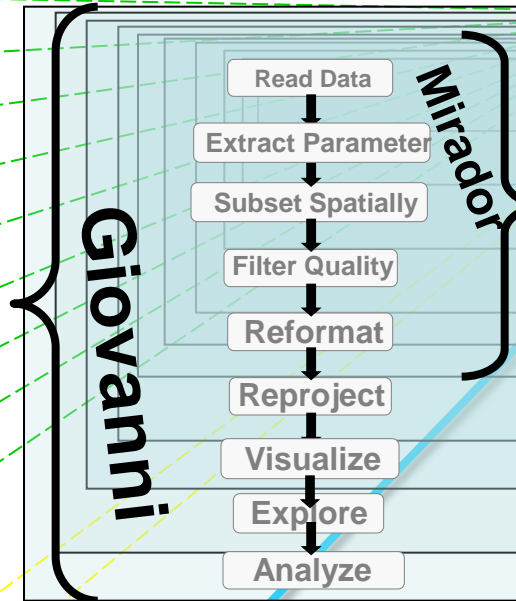 Read Data
Extract Parameter
Subset Spatially
Filter Quality
Reformat
Reproject
Visualize
Explore
Analyze
Giovanni
Mirador